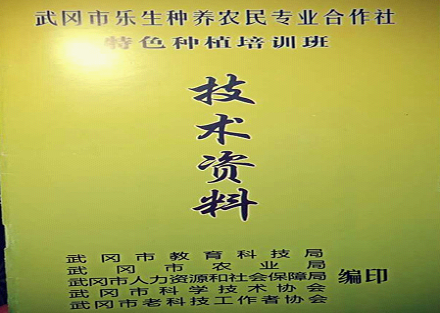 武冈市乐生种养农民专业合作社
特色种植培训班
技术资料
武冈市教育科技局
武冈市农业局
武冈市人力资源和社会保障局
武冈市科学技术协会
武冈市老科技工作者协会
编印